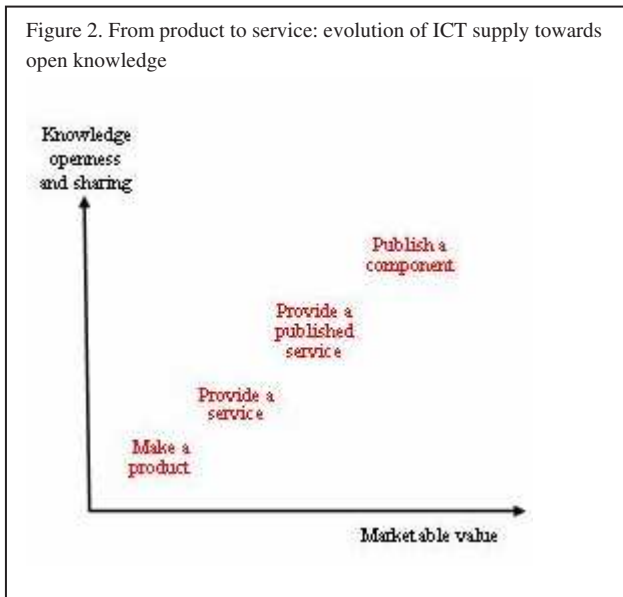 Figure 2. From product to service: evolution of ICT supply towards
open knowledge
Knowledge
openness
and sharing
Publish a
component
Provide a
published
service
Provide a
service
Make a
product
Marketable value